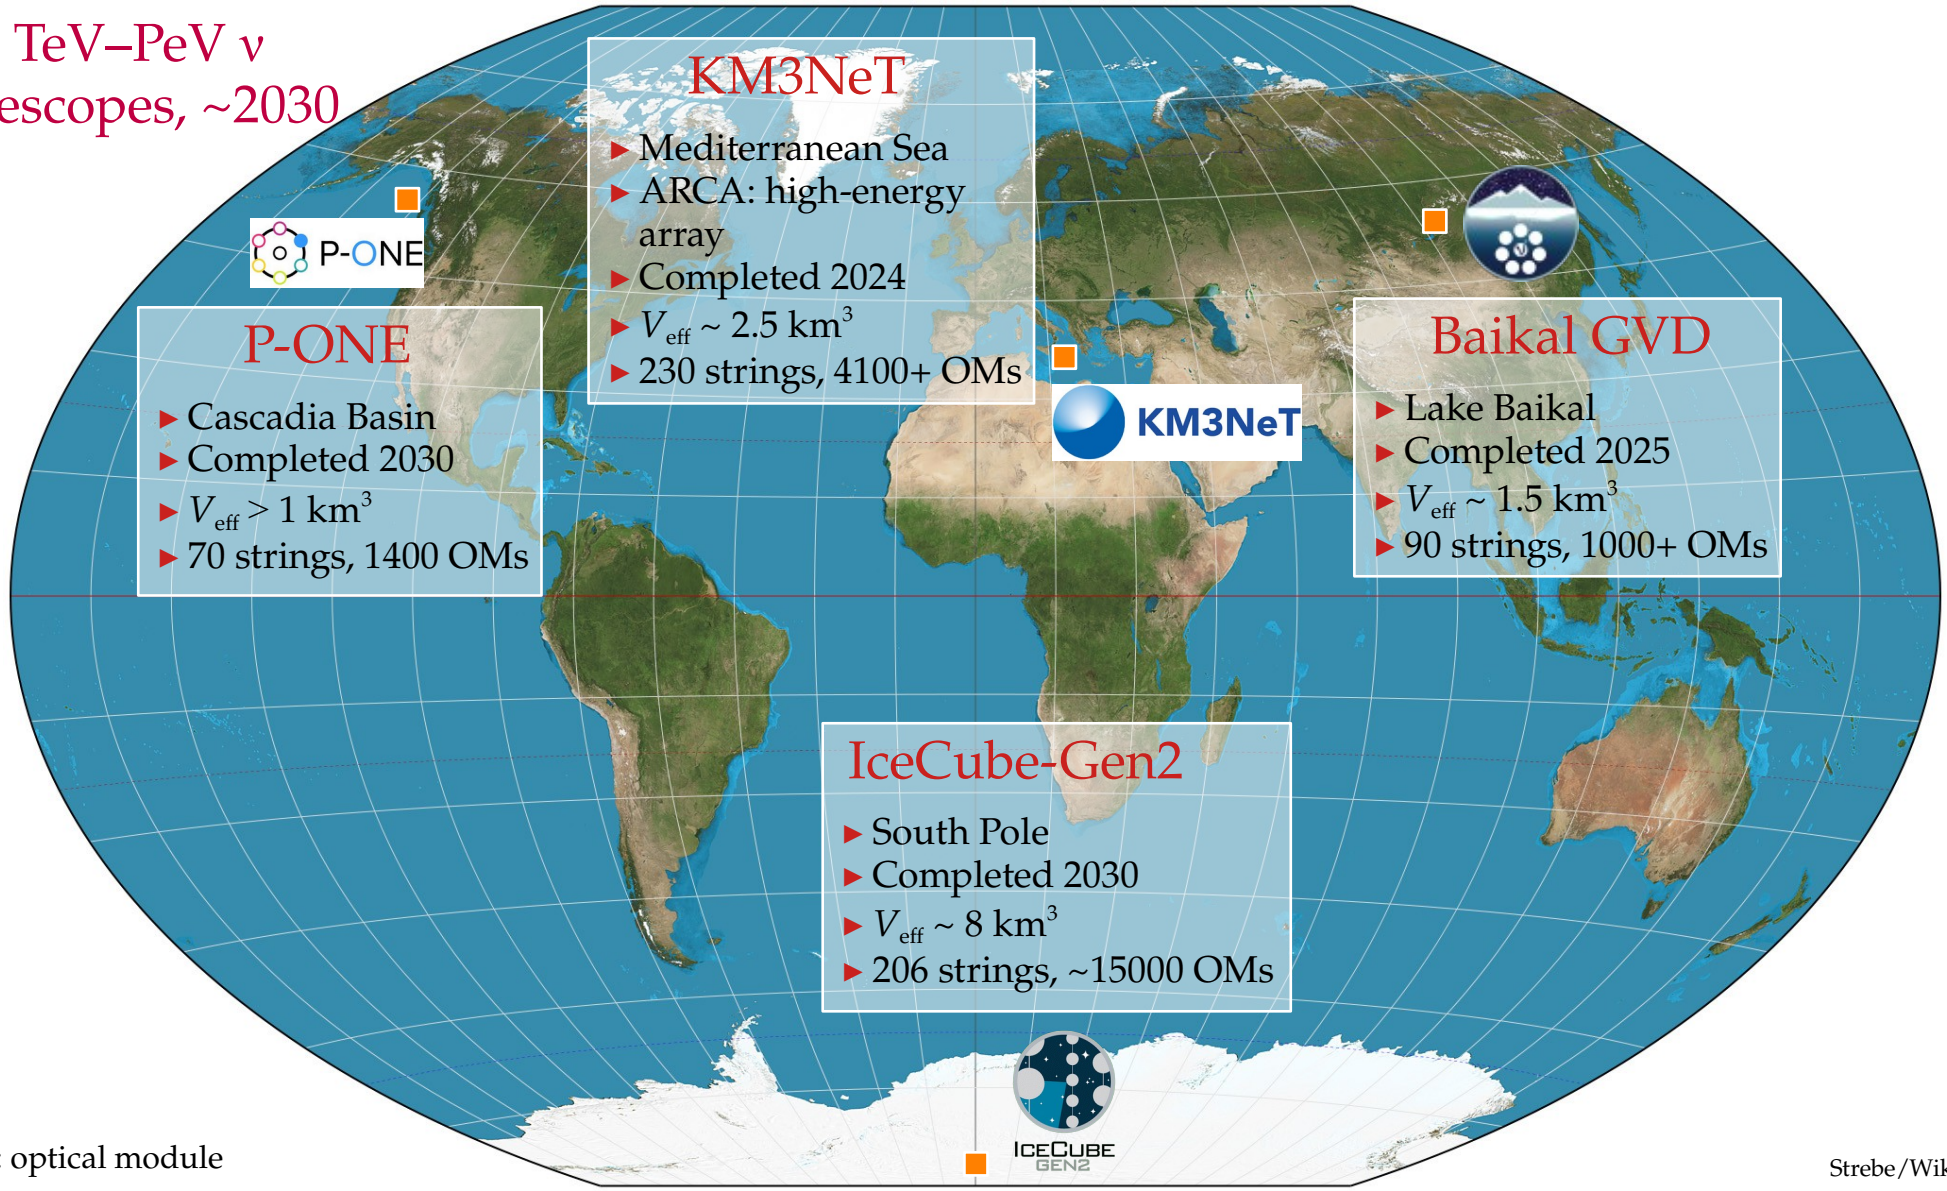 TeV–PeV ν
escopes, ~2030
KM3NeT
► Mediterranean Sea
► ARCA: high-energy
array
► Completed 2024
► V_eff ~ 2.5 km³
► 230 strings, 4100+ OMs
P-ONE
P-ONE
► Cascadia Basin
► Completed 2030
► V_eff > 1 km³
► 70 strings, 1400 OMs
KM3NeT
Baikal GVD
► Lake Baikal
► Completed 2025
► V_eff ~ 1.5 km³
► 90 strings, 1000+ OMs
IceCube-Gen2
► South Pole
► Completed 2030
► V_eff ~ 8 km³
► 206 strings, ~15000 OMs
ICECUBE
GEN2
: optical module
Strebe/Wik